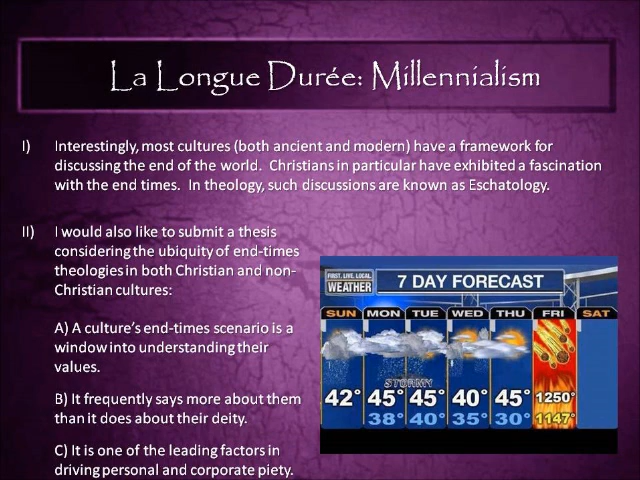 La Longue Durée: Millennialism
I) Interestingly, most cultures (both ancient and modern) have a framework for
discussing the end of the world. Christians in particular have exhibited a fascination
with the end times. In theology, such discussions are known as Eschatology.
II) I would also like to submit a thesis
considering the ubiquity of end-times
theologies in both Christian and non-
Christian cultures:
A) A culture's end-times scenario is a
window into understanding their
values.
B) It frequently says more about them
than it does about their deity.
C) It is one of the leading factors in
driving personal and corporate piety.
FIRST. LIVE. LOCAL.
WEATHER
7 DAY FORECAST
SUN MON TUE WED THU FRI SAT
STORMY
42° 45° 45° 40° 45° 1250°
38° 40° 35° 30° 1147°